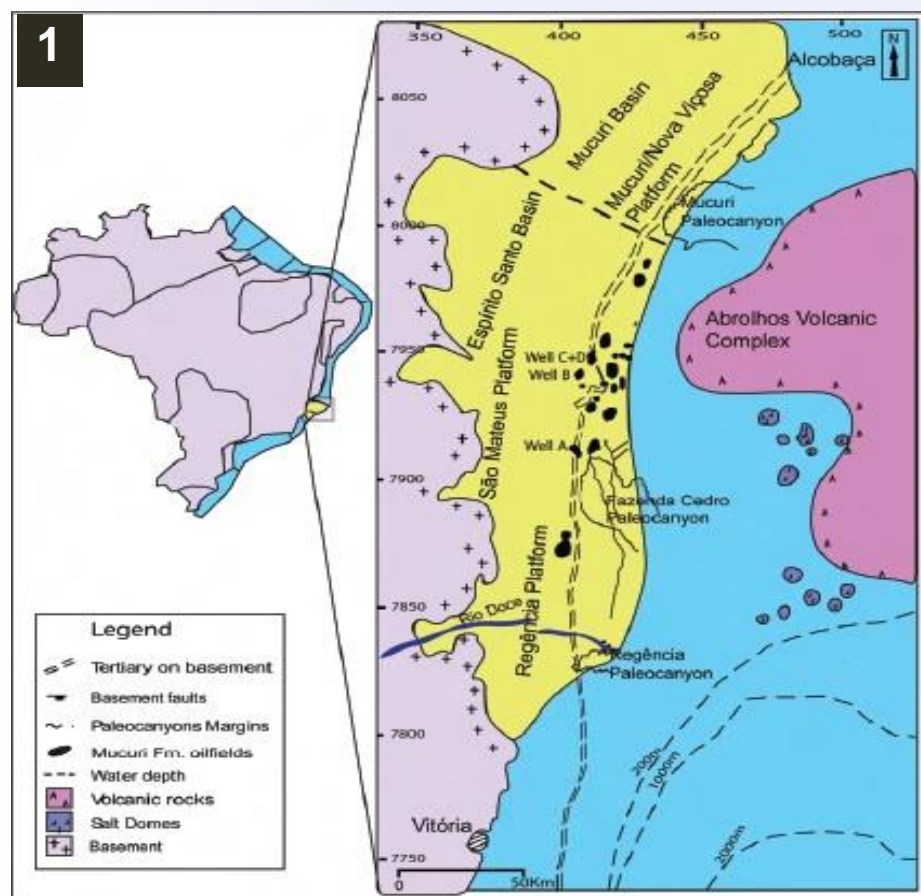 1
350
400
450
500
N
Alcobaça
8050
Mucuri Basin
Mucuri/Nova Viçosa
Platform
Mucuri
Paleocanyon
8000
Espírito Santo Basin
Abrolhos Volcanic
Complex
7950
Well C+D
Well B
São Mateus Platform
Well A
7900
Fazenda Cedro
Paleocanyon
Regência Platform
7850
Rio Doce
Regência
Paleocanyon
7800
200m
1000m
2000m
Vitória
7750
0
50Km
Legend
Tertiary on basement
Basement faults
Paleocanyons Margins
Mucuri Fm. oilfields
Water depth
Volcanic rocks
Salt Domes
Basement